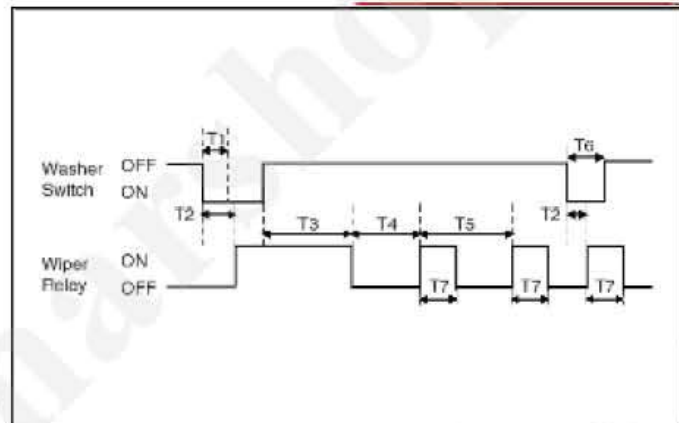 T1
T6
Washer OFF
Switch ON
T2
T3
T4
T5
T2
Wiper ON
Relay OFF
T7
T7
T7